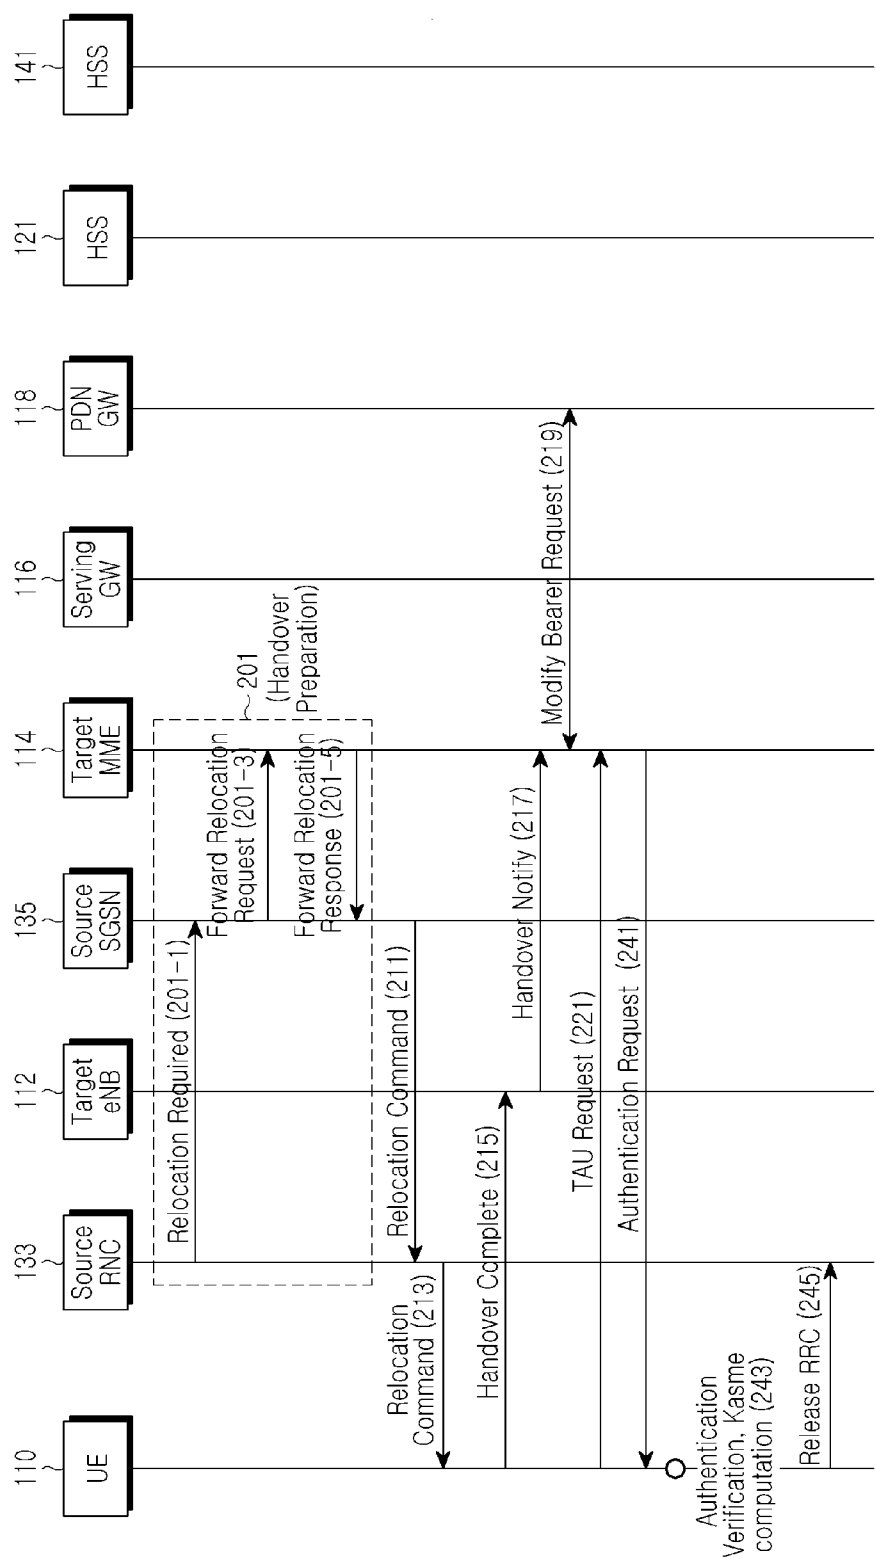 110
UE
133
Source
RNC
112
Target
eNB
135
Source
SGSN
114
Target
MME
116
Serving
GW
118
PDN
GW
121
HSS
141
HSS
Relocation Required (201-1)
Forward Relocation
Request (201-3)
201
(Handover
Preparation)
Forward Relocation
Response (201-5)
Relocation Command (211)
Relocation
Command (213)
Handover Complete (215)
Handover Notify (217)
Modify Bearer Request (219)
TAU Request (221)
Authentication Request (241)
Authentication
Verification, Kasme
computation (243)
Release RRC (245)